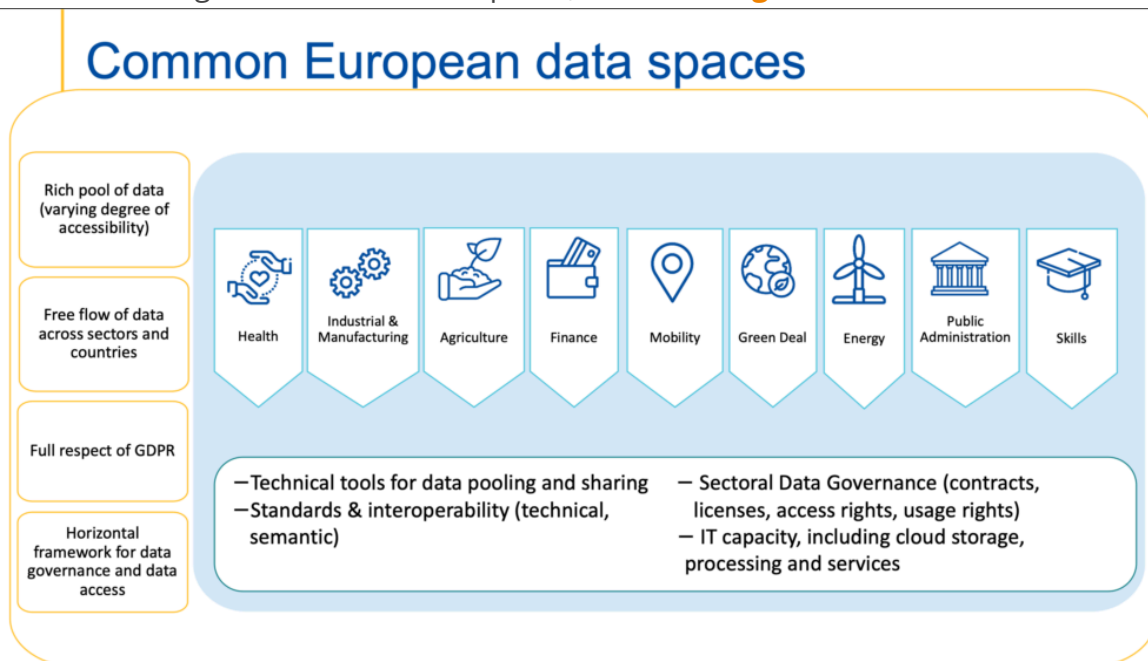 Common European data spaces
Rich pool of data
(varying degree of
accessibility)
Free flow of data
across sectors and
countries
Full respect of GDPR
Horizontal
framework for data
governance and data
access
Health
Industrial &
Manufacturing
Agriculture
Finance
Mobility
Green Deal
Energy
Public
Administration
Skills
—Technical tools for data pooling and sharing
—Standards & interoperability (technical,
semantic)
— Sectoral Data Governance (contracts,
licenses, access rights, usage rights)
— IT capacity, including cloud storage,
processing and services